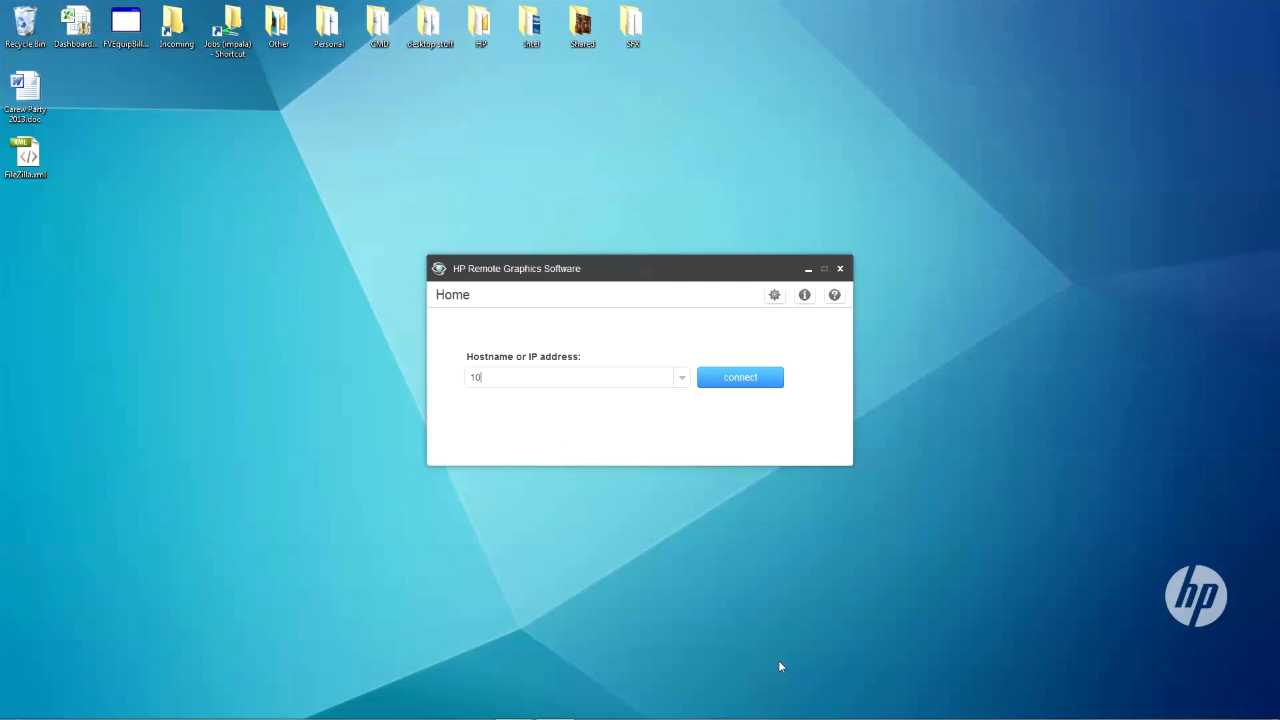 Recycle Bin
Dashboard...
FVEquipBill...
Incoming
Jobs (impala)
- Shortcut
Other
Personal
CMD
desktop stuff
HP
Intel
Shared
SFX
Carew Party
2013.doc
XML
FileZilla.xml
HP Remote Graphics Software
Home
Hostname or IP address:
10
connect
hp